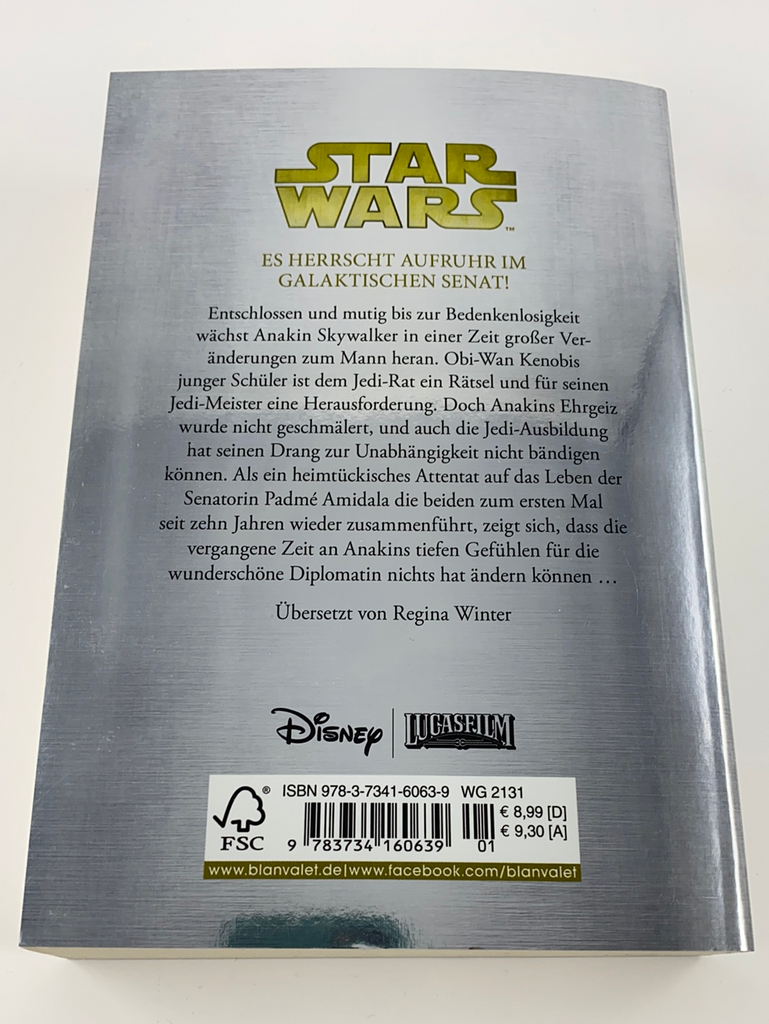 STAR
WARS™
ES HERRSCHT AUFRUHR IM
GALAKTISCHEN SENAT!
Entschlossen und mutig bis zur Bedenkenlosigkeit
wächst Anakin Skywalker in einer Zeit großer Ver-
änderungen zum Mann heran. Obi-Wan Kenobis
junger Schüler ist dem Jedi-Rat ein Rätsel und für seinen
Jedi-Meister eine Herausforderung. Doch Anakins Ehrgeiz
wurde nicht geschmälert, und auch die Jedi-Ausbildung
hat seinen Drang zur Unabhängigkeit nicht bändigen
können. Als ein heimtückisches Attentat auf das Leben der
Senatorin Padmé Amidala die beiden zum ersten Mal
seit zehn Jahren wieder zusammenführt, zeigt sich, dass die
vergangene Zeit an Anakins tiefen Gefühlen für die
wunderschöne Diplomatin nichts hat ändern können …
Übersetzt von Regina Winter
Disney | LUCASFILM
ISBN 978-3-7341-6063-9 WG 2131
€ 8,99 [D]
€ 9,30 [A]
FSC®
9 783734 160639 01
www.blanvalet.de|www.facebook.com/blanvalet